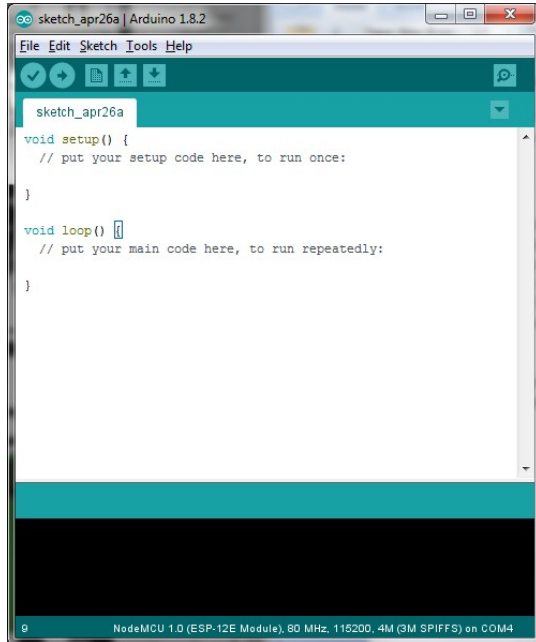 sketch_apr26a | Arduino 1.8.2
File Edit Sketch Tools Help
sketch_apr26a
void setup() {
  // put your setup code here, to run once:
}
void loop() {
  // put your main code here, to run repeatedly:
}
9 NodeMCU 1.0 (ESP-12E Module), 80 MHz, 115200, 4M (3M SPIFFS) on COM4